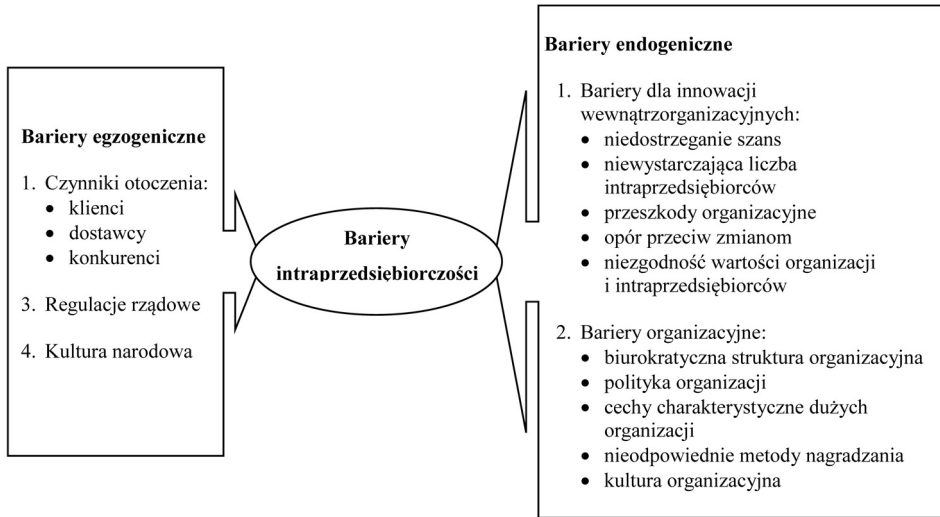 Bariery egzogeniczne
1. Czynniki otoczenia:
• klienci
• dostawcy
• konkurenci
3. Regulacje rządowe
4. Kultura narodowa
Bariery
intraprzedsiębiorczości
Bariery endogeniczne
1. Bariery dla innowacji
wewnątrzorganizacyjnych:
• niedostrzeganie szans
• niewystarczająca liczba
intraprzedsiębiorców
• przeszkody organizacyjne
• opór przeciw zmianom
• niezgodność wartości organizacji
i intraprzedsiębiorców
2. Bariery organizacyjne:
• biurokratyczna struktura organizacyjna
• polityka organizacji
• cechy charakterystyczne dużych
organizacji
• nieodpowiednie metody nagradzania
• kultura organizacyjna